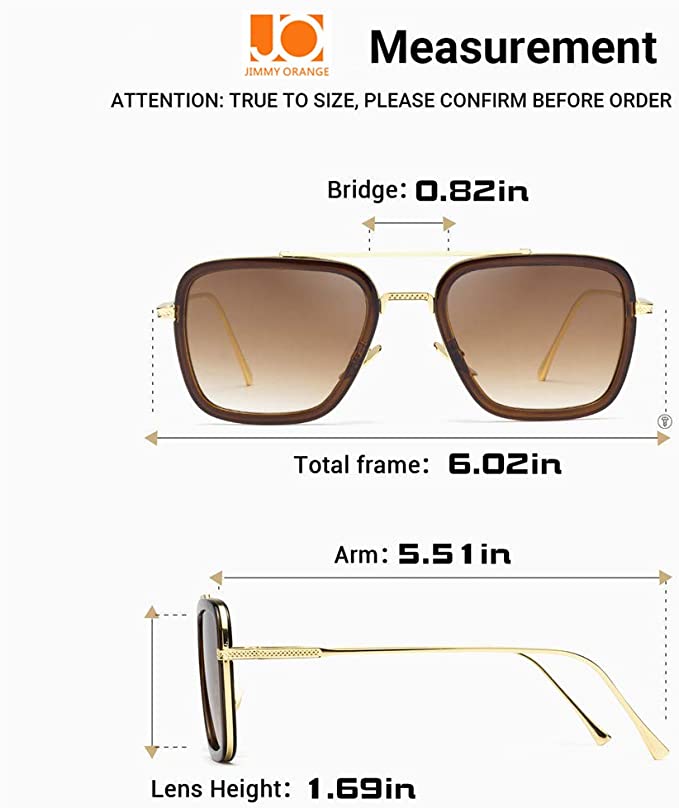 JO
JIMMY ORANGE
Measurement
ATTENTION: TRUE TO SIZE, PLEASE CONFIRM BEFORE ORDER
Bridge: 0.82in
Total frame: 6.02in
Arm: 5.51in
Lens Height: 1.69in